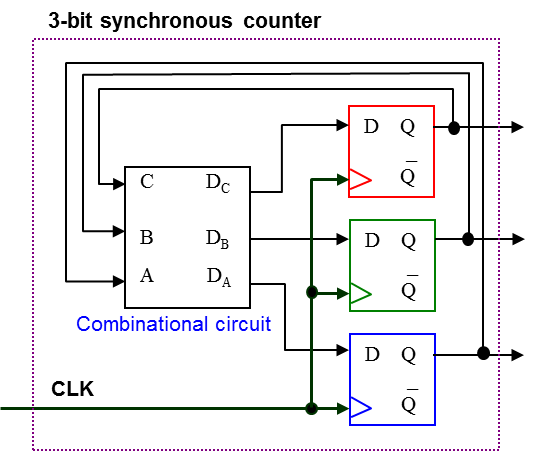 3-bit synchronous counter
D Q
Q̅
C D_C
B D_B
A D_A
Combinational circuit
D Q
Q̅
D Q
Q̅
CLK